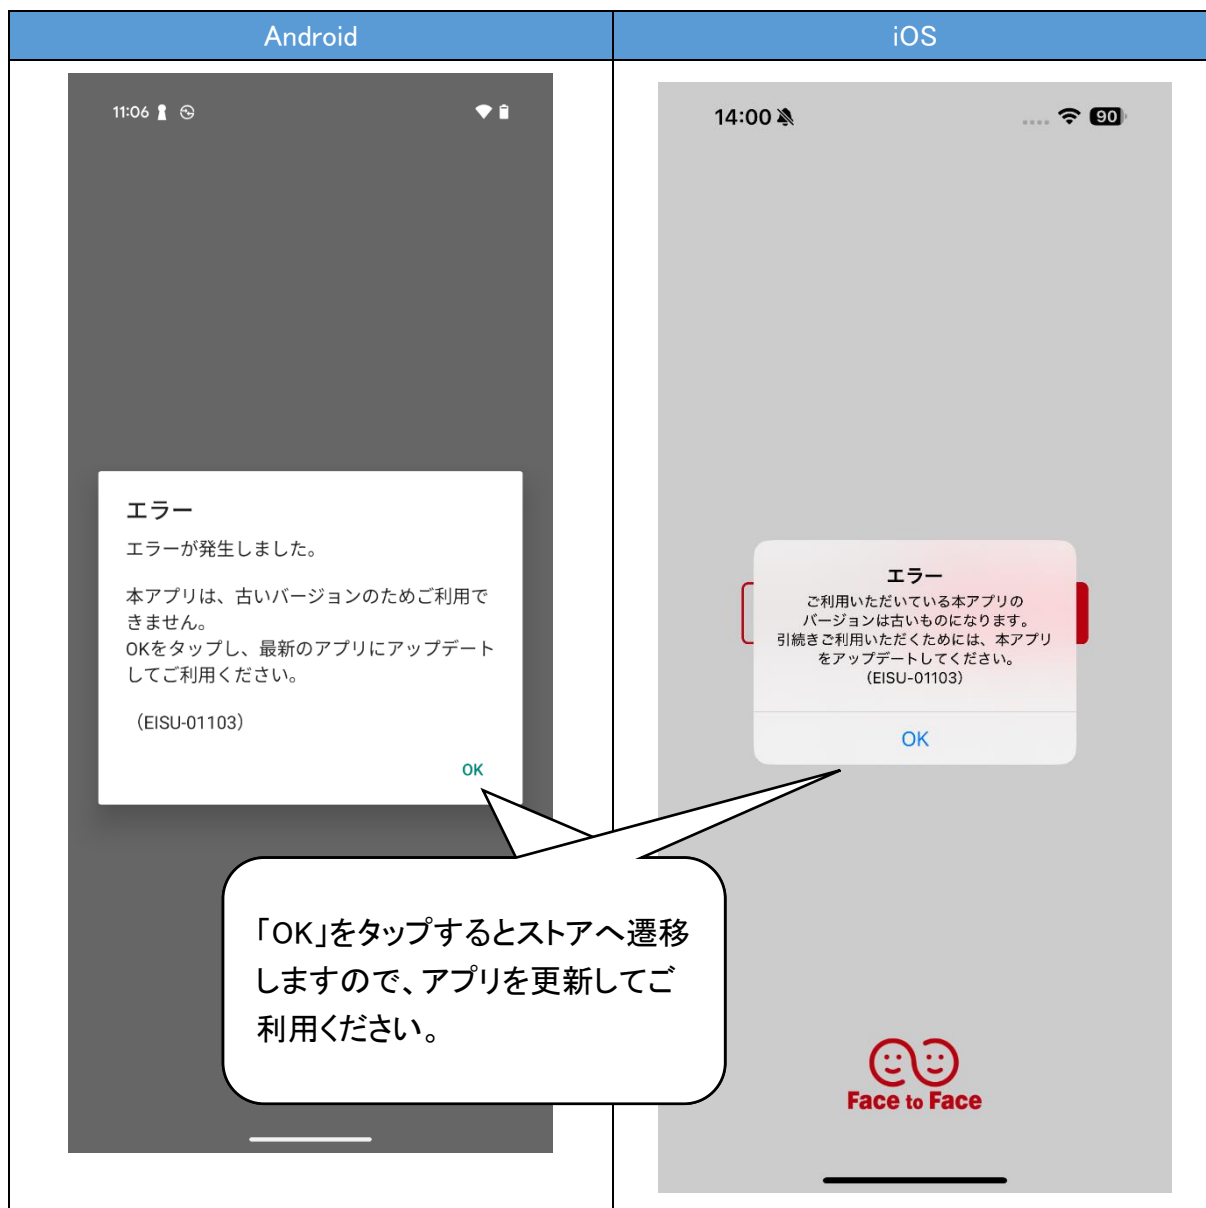 Android
iOS
11:06
エラー
エラーが発生しました。
本アプリは、古いバージョンのためご利用で
きません。
OKをタップし、最新のアプリにアップデート
してご利用ください。
（EISU-01103）
OK
14:00
90
エラー
ご利用いただいている本アプリの
バージョンは古いものになります。
引続きご利用いただくためには、本アプリ
をアップデートしてください。
（EISU-01103）
OK
「OK」をタップするとストアへ遷移
しますので、アプリを更新してご
利用ください。
Face to Face